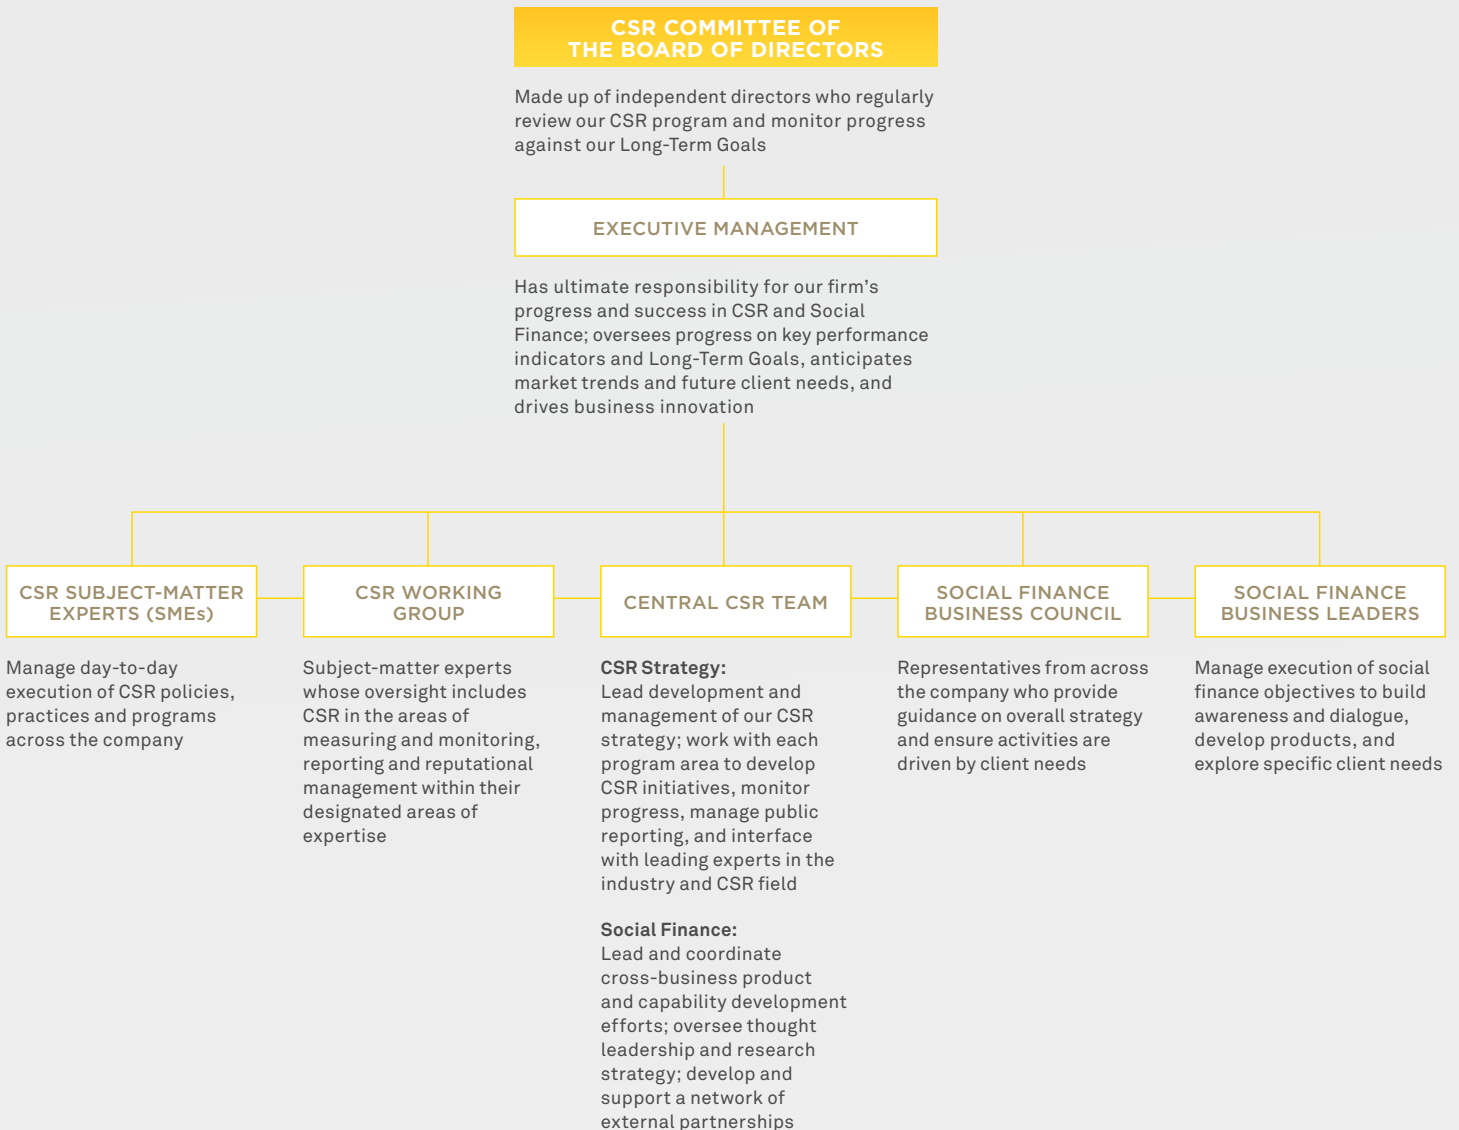 CSR COMMITTEE OF
THE BOARD OF DIRECTORS
Made up of independent directors who regularly
review our CSR program and monitor progress
against our Long-Term Goals
EXECUTIVE MANAGEMENT
Has ultimate responsibility for our firm’s
progress and success in CSR and Social
Finance; oversees progress on key performance
indicators and Long-Term Goals, anticipates
market trends and future client needs, and
drives business innovation
CSR SUBJECT-MATTER
EXPERTS (SMEs)
Manage day-to-day
execution of CSR policies,
practices and programs
across the company
CSR WORKING
GROUP
Subject-matter experts
whose oversight includes
CSR in the areas of
measuring and monitoring,
reporting and reputational
management within their
designated areas of
expertise
CENTRAL CSR TEAM
CSR Strategy:
Lead development and
management of our CSR
strategy; work with each
program area to develop
CSR initiatives, monitor
progress, manage public
reporting, and interface
with leading experts in the
industry and CSR field
Social Finance:
Lead and coordinate
cross-business product
and capability development
efforts; oversee thought
leadership and research
strategy; develop and
support a network of
external partnerships
SOCIAL FINANCE
BUSINESS COUNCIL
Representatives from across
the company who provide
guidance on overall strategy
and ensure activities are
driven by client needs
SOCIAL FINANCE
BUSINESS LEADERS
Manage execution of social
finance objectives to build
awareness and dialogue,
develop products, and
explore specific client needs